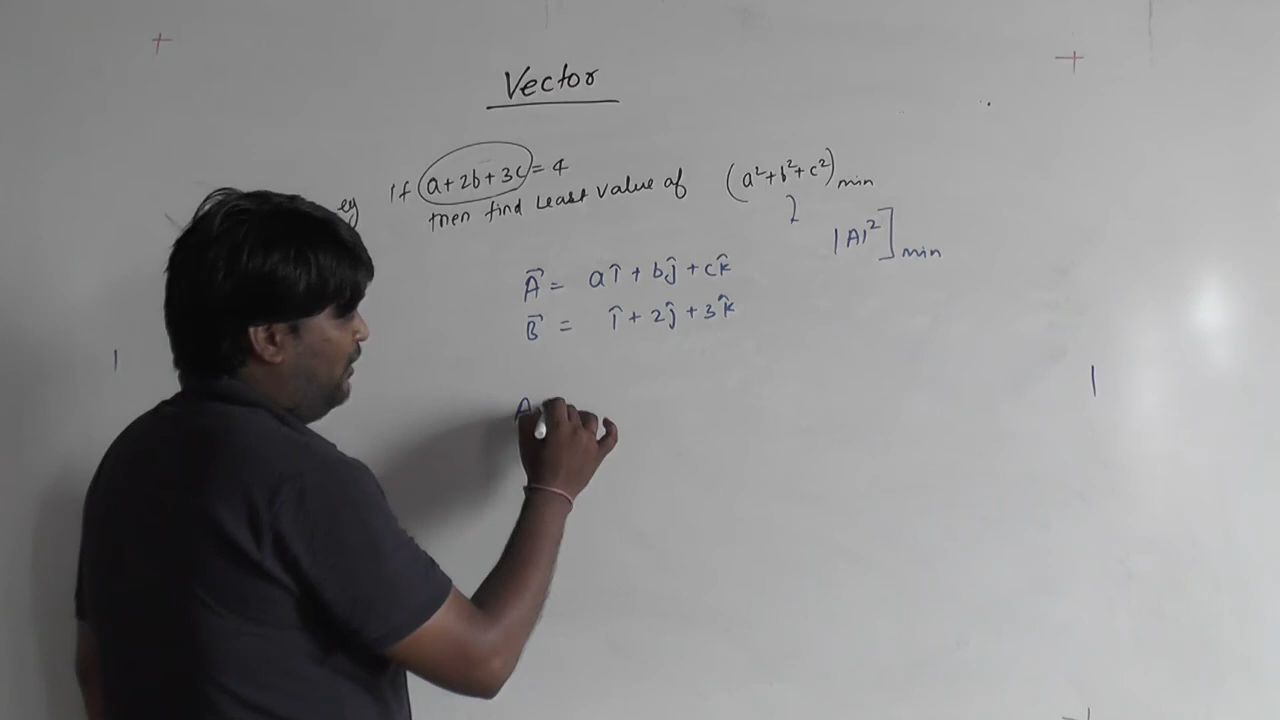 Vector
eg If a+2b+3c = 4
then find Least value of (a²+b²+c²)min
|A|²]min
A⃗ = aî + bĵ + ck̂
B⃗ = î + 2ĵ + 3k̂
A